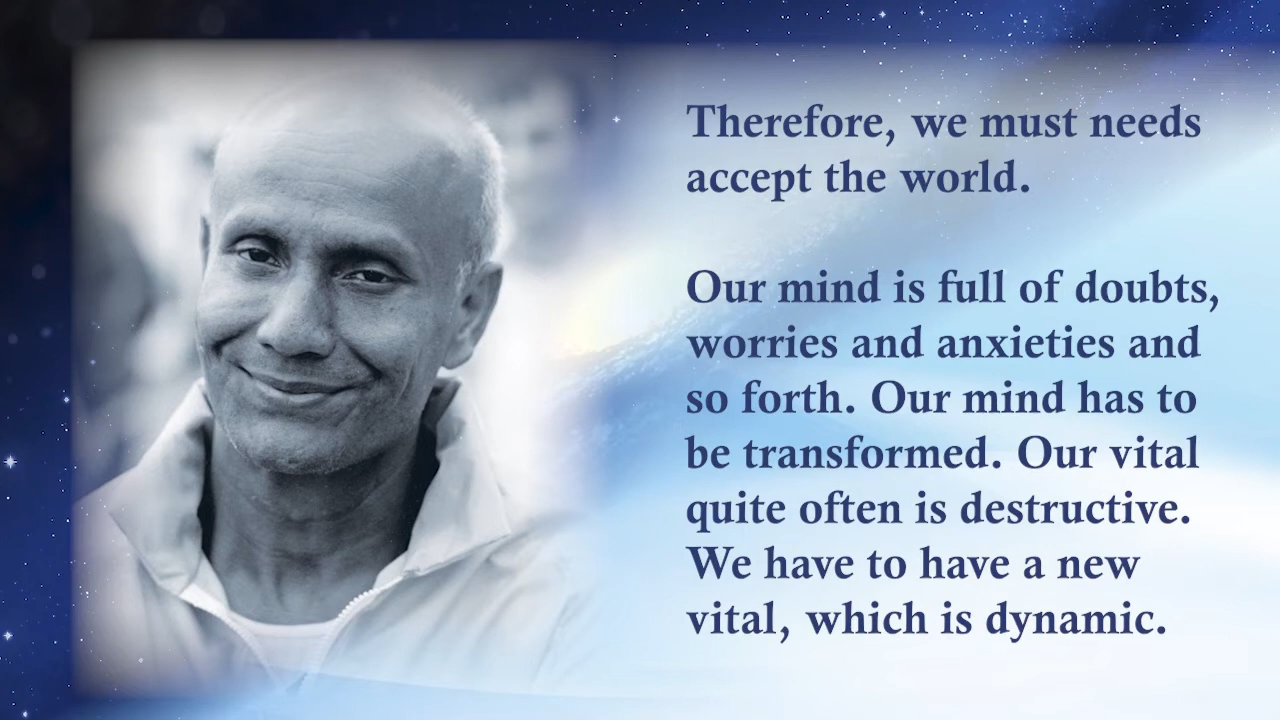 Therefore, we must needs
accept the world.
Our mind is full of doubts,
worries and anxieties and
so forth. Our mind has to
be transformed. Our vital
quite often is destructive.
We have to have a new
vital, which is dynamic.